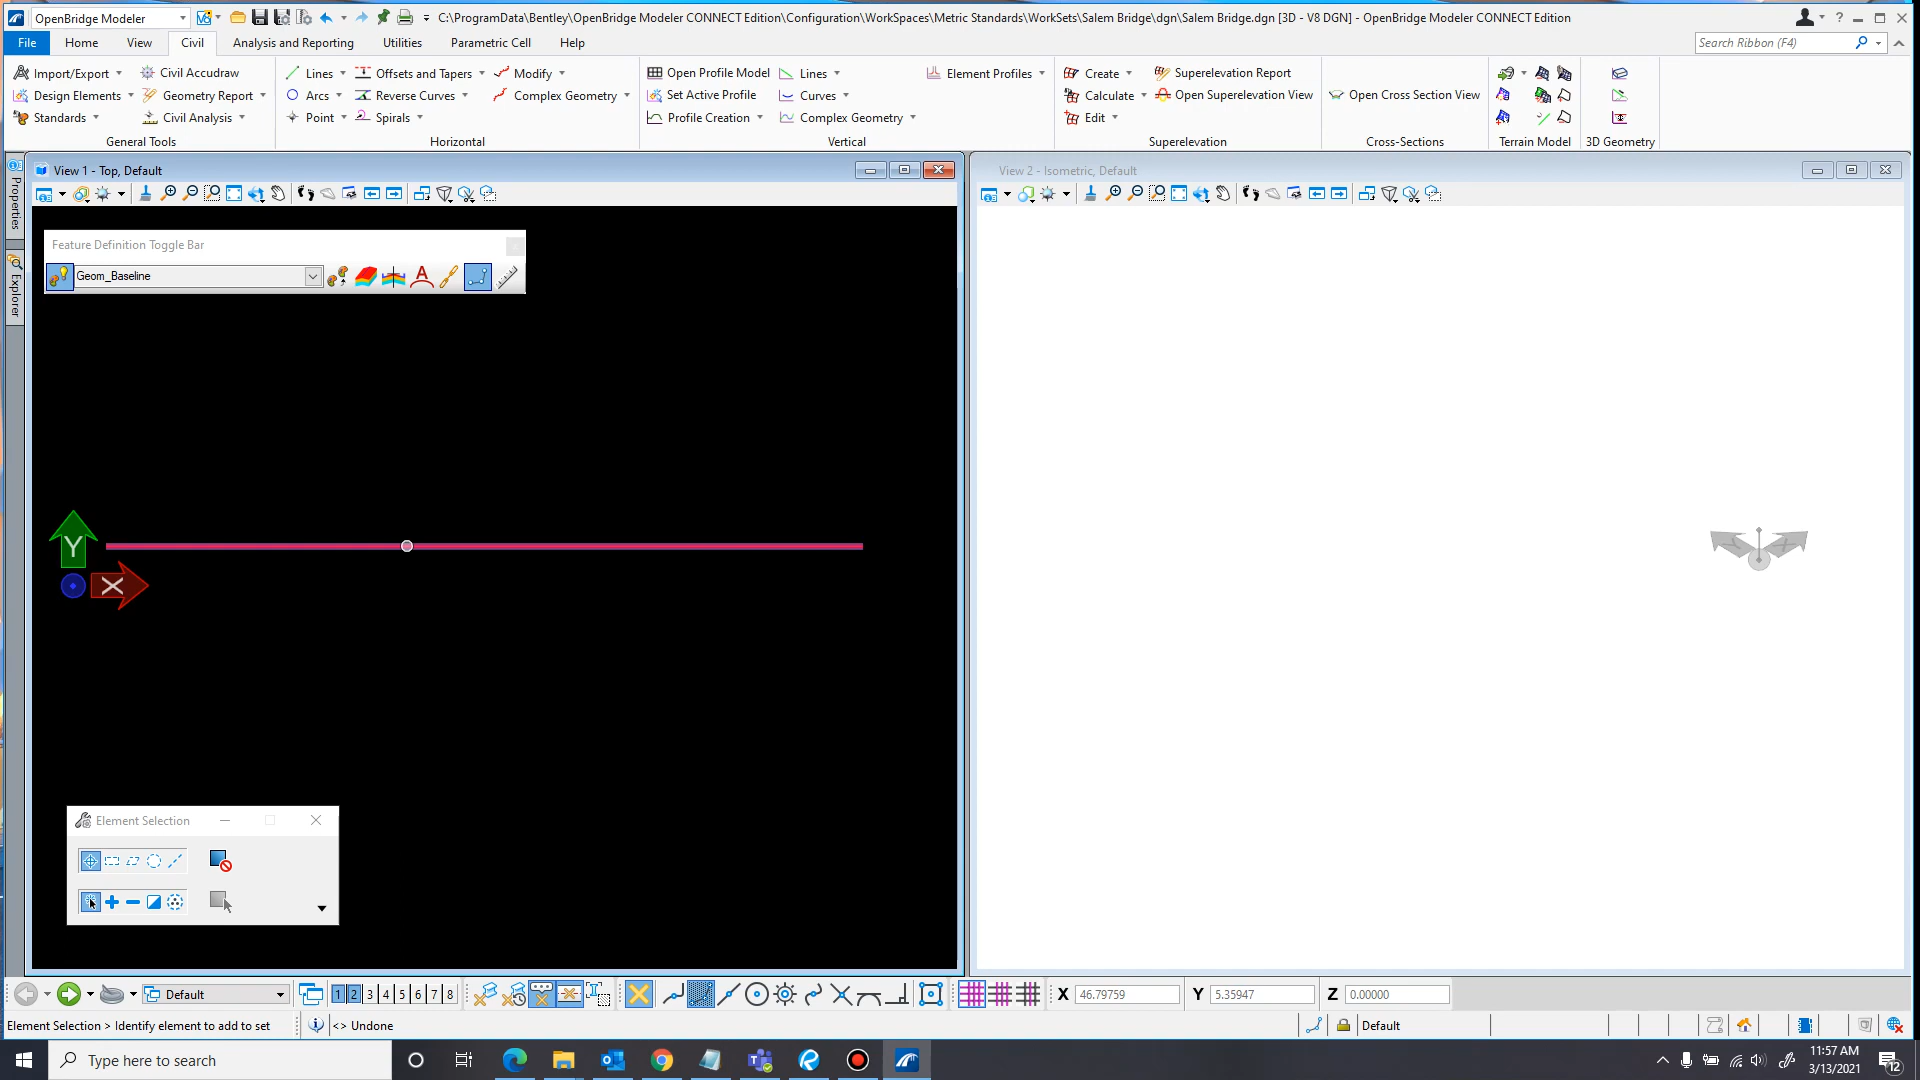 OpenBridge Modeler
C:\ProgramData\Bentley\OpenBridge Modeler CONNECT Edition\Configuration\WorkSpaces\Metric Standards\WorkSets\Salem Bridge\dgn\Salem Bridge.dgn [3D - V8 DGN] - OpenBridge Modeler CONNECT Edition
File Home View Civil Analysis and Reporting Utilities Parametric Cell Help
Search Ribbon (F4)
Import/Export Civil Accudraw Lines Offsets and Tapers Modify Open Profile Model Lines Element Profiles Create Superelevation Report
Design Elements Geometry Report Arcs Reverse Curves Complex Geometry Set Active Profile Curves Calculate Open Superelevation View Open Cross Section View
Standards Civil Analysis Point Spirals Profile Creation Complex Geometry Edit
General Tools Horizontal Vertical Superelevation Cross-Sections Terrain Model 3D Geometry
Properties
Explorer
View 1 - Top, Default
View 2 - Isometric, Default
Feature Definition Toggle Bar
Geom_Baseline
Y
X
Element Selection
Default
1 2 3 4 5 6 7 8
X 46.79759 Y 5.35947 Z 0.00000
Element Selection > Identify element to add to set
<> Undone
Default
Type here to search
11:57 AM
3/13/2021
12